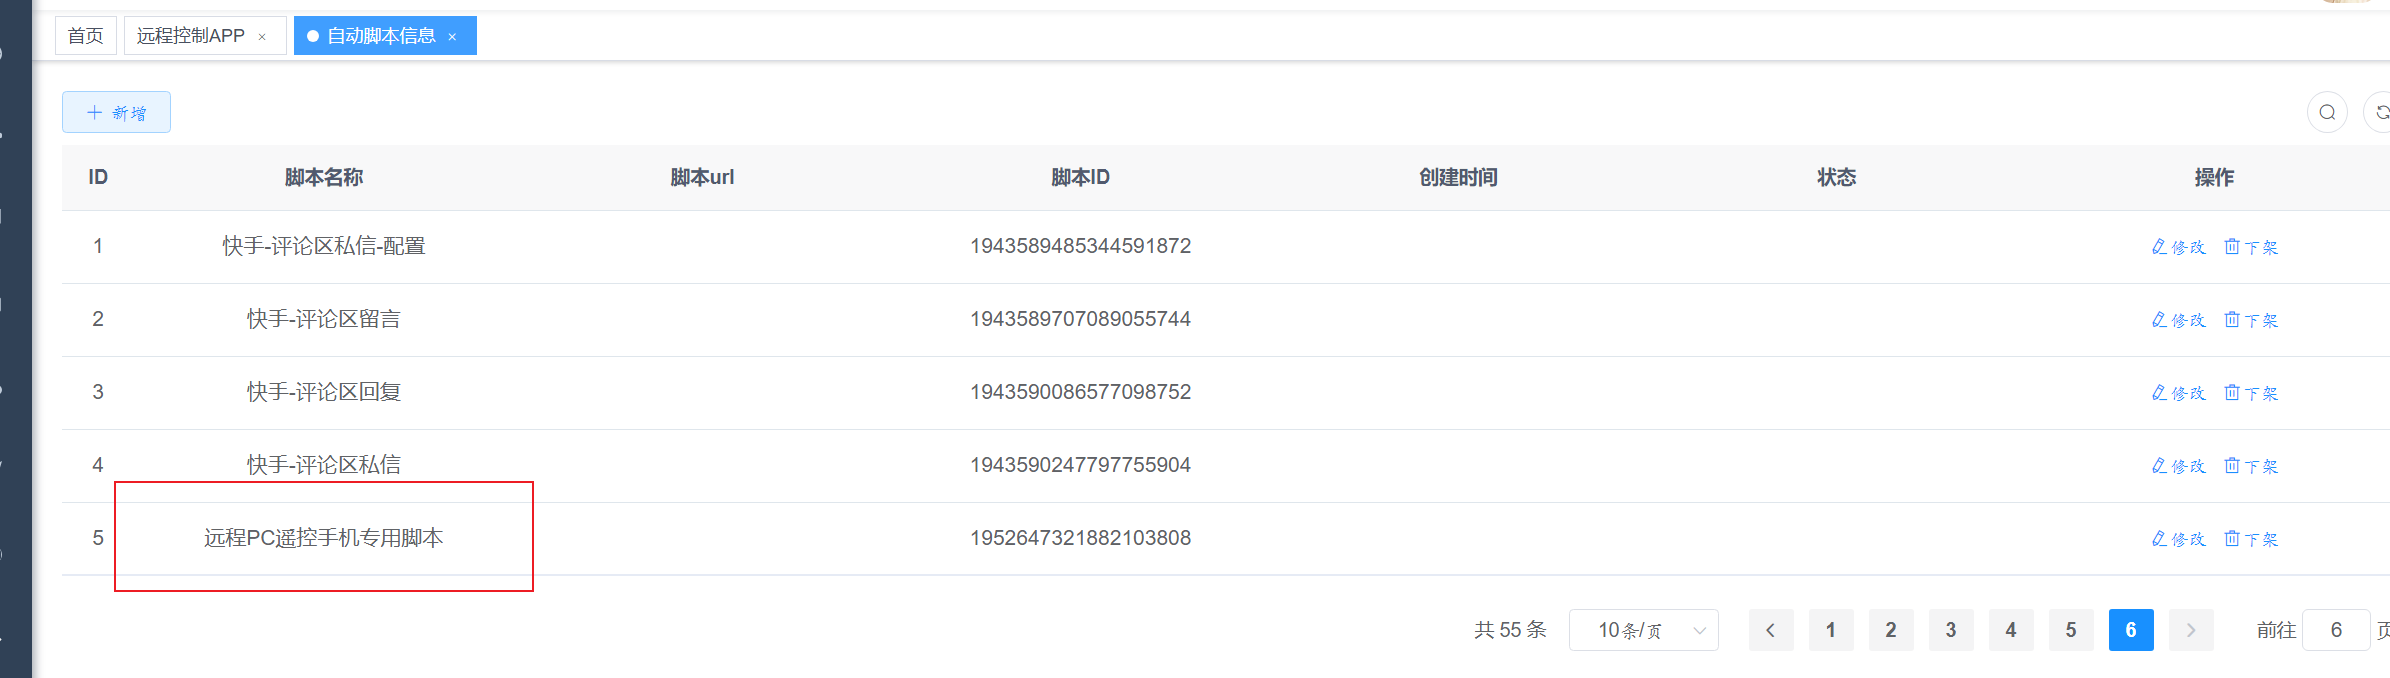 首页 远程控制APP × 自动脚本信息 ×
+ 新增
ID 脚本名称 脚本url 脚本ID 创建时间 状态 操作
1 快手-评论区私信-配置 1943589485344591872 修改 下架
2 快手-评论区留言 1943589707089055744 修改 下架
3 快手-评论区回复 1943590086577098752 修改 下架
4 快手-评论区私信 1943590247797755904 修改 下架
5 远程PC遥控手机专用脚本 1952647321882103808 修改 下架
共 55 条 10条/页 < 1 2 3 4 5 6 > 前往 6 页